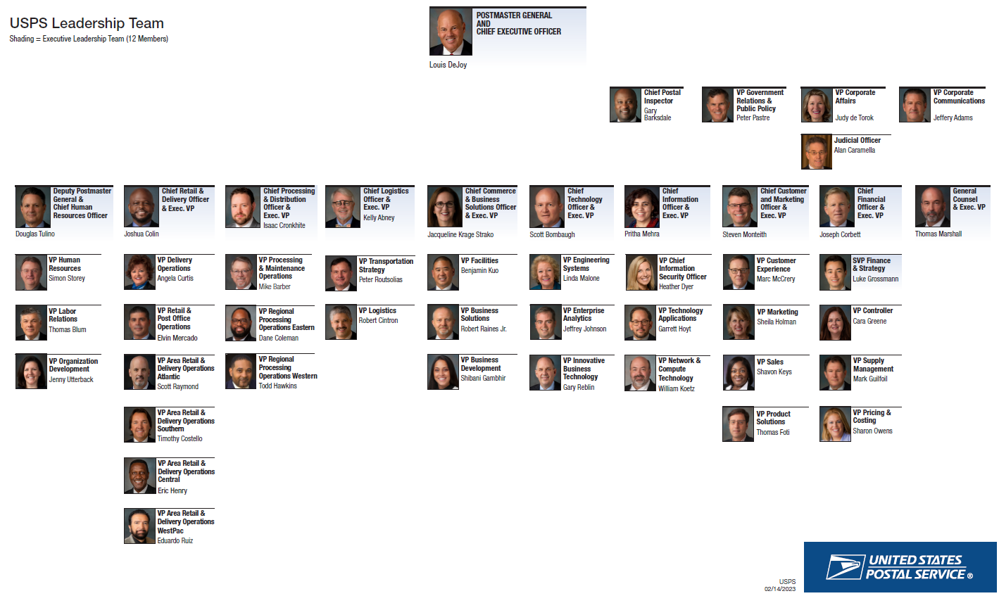 USPS Leadership Team
Shading = Executive Leadership Team (12 Members)
POSTMASTER GENERAL
AND
CHIEF EXECUTIVE OFFICER
Louis DeJoy
Chief Postal
Inspector
Gary
Barksdale
VP Government
Relations &
Public Policy
Peter Pastre
VP Corporate
Affairs
Judy de Torok
VP Corporate
Communications
Jeffery Adams
Judicial Officer
Alan Caramella
Deputy Postmaster
General &
Chief Human
Resources Officer
Douglas Tulino
Chief Retail &
Delivery Officer
& Exec. VP
Joshua Colin
Chief Processing
& Distribution
Officer &
Exec. VP
Isaac Cronkhite
Chief Logistics
Officer &
Exec. VP
Kelly Abney
Chief Commerce
& Business
Solutions Officer
& Exec. VP
Jacqueline Krage Strako
Chief
Technology
Officer &
Exec. VP
Scott Bombaugh
Chief
Information
Officer &
Exec. VP
Pritha Mehra
Chief Customer
and Marketing
Officer &
Exec. VP
Steven Monteith
Chief
Financial
Officer &
Exec. VP
Joseph Corbett
General
Counsel
& Exec. VP
Thomas Marshall
VP Human
Resources
Simon Storey
VP Delivery
Operations
Angela Curtis
VP Processing
& Maintenance
Operations
Mike Barber
VP Transportation
Strategy
Peter Routsolias
VP Facilities
Benjamin Kuo
VP Engineering
Systems
Linda Malone
VP Chief
Information
Security Officer
Heather Dyer
VP Customer
Experience
Marc McCrery
SVP Finance
& Strategy
Luke Grossmann
VP Labor
Relations
Thomas Blum
VP Retail &
Post Office
Operations
Elvin Mercado
VP Regional
Processing
Operations Eastern
Dane Coleman
VP Logistics
Robert Cintron
VP Business
Solutions
Robert Raines Jr.
VP Enterprise
Analytics
Jeffrey Johnson
VP Technology
Applications
Garrett Hoyt
VP Marketing
Sheila Holman
VP Controller
Cara Greene
VP Organization
Development
Jenny Utterback
VP Area Retail &
Delivery Operations
Atlantic
Scott Raymond
VP Regional
Processing
Operations Western
Todd Hawkins
VP Business
Development
Shibani Gambhir
VP Innovative
Business
Technology
Gary Reblin
VP Network &
Compute
Technology
William Koetz
VP Sales
Shavon Keys
VP Supply
Management
Mark Guilfoil
VP Area Retail &
Delivery Operations
Southern
Timothy Costello
VP Product
Solutions
Thomas Foti
VP Pricing &
Costing
Sharon Owens
VP Area Retail &
Delivery Operations
Central
Eric Henry
VP Area Retail &
Delivery Operations
WestPac
Eduardo Ruiz
USPS
02/14/2023
UNITED STATES
POSTAL SERVICE ®